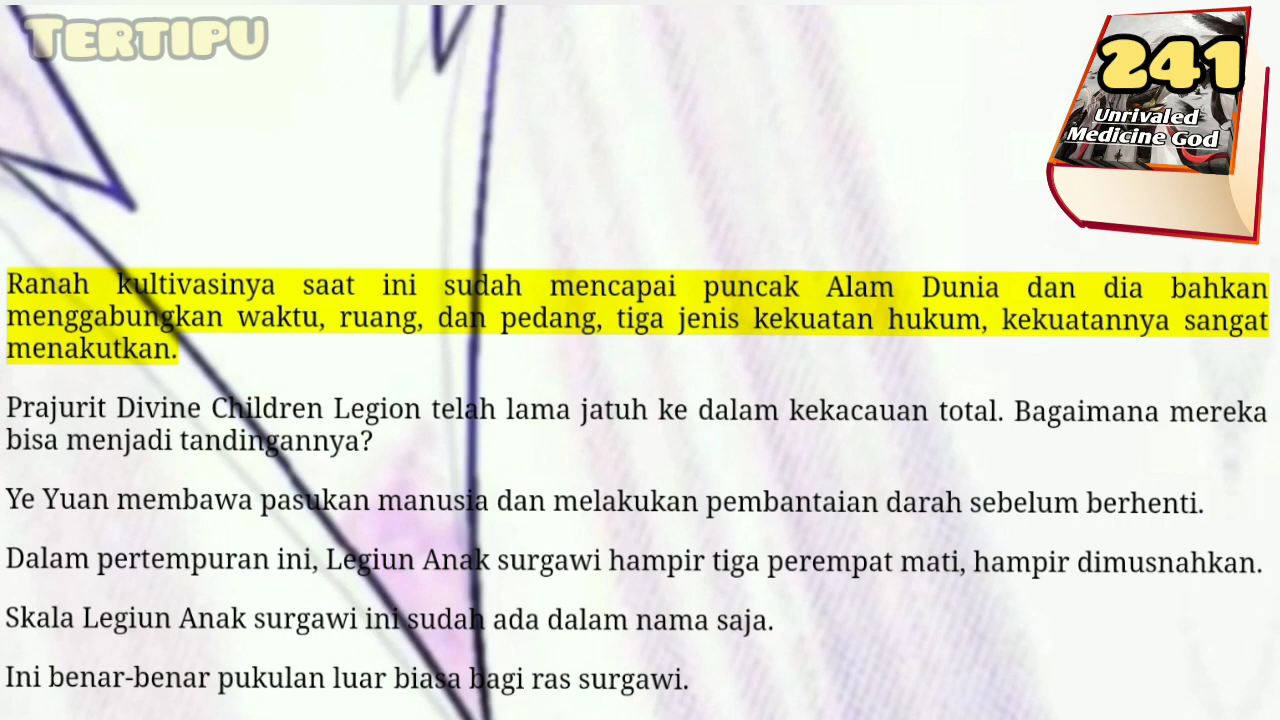 TERTIPU
241
Unrivaled
Medicine God
Ranah kultivasinya saat ini sudah mencapai puncak Alam Dunia dan dia bahkan
menggabungkan waktu, ruang, dan pedang, tiga jenis kekuatan hukum, kekuatannya sangat
menakutkan.
Prajurit Divine Children Legion telah lama jatuh ke dalam kekacauan total. Bagaimana mereka
bisa menjadi tandingannya?
Ye Yuan membawa pasukan manusia dan melakukan pembantaian darah sebelum berhenti.
Dalam pertempuran ini, Legiun Anak surgawi hampir tiga perempat mati, hampir dimusnahkan.
Skala Legiun Anak surgawi ini sudah ada dalam nama saja.
Ini benar-benar pukulan luar biasa bagi ras surgawi.